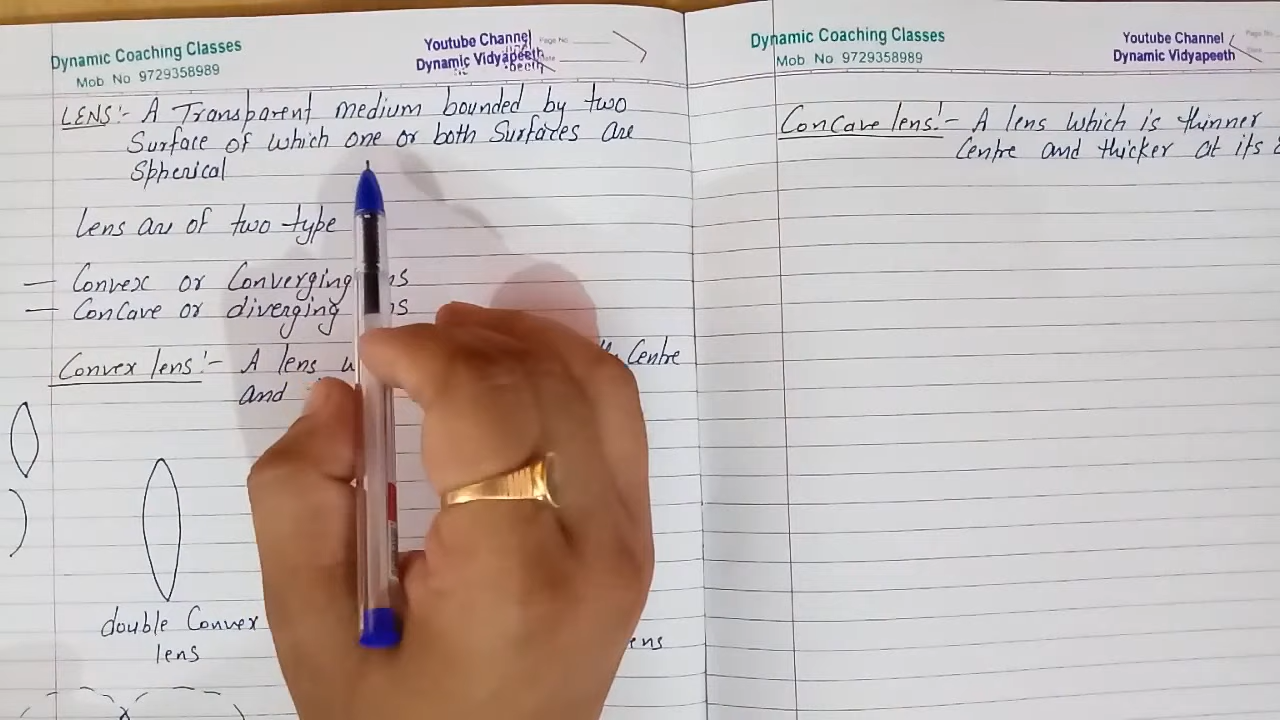 Dynamic Coaching Classes
Mob No 9729358989
Youtube Channel
Dynamic Vidyapeeth
Page No
LENS:- A Transparent medium bounded by two
Surface of which one or both Surfaces are
Spherical
Lens are of two type
— Convex or Converging
— Concave or diverging
Convex lens:- A lens
Centre
and
double Convex
lens
Dynamic Coaching Classes
Mob No 9729358989
Youtube Channel
Dynamic Vidyapeeth
Concave lens:- A lens which is thinner
Centre and thicker at its